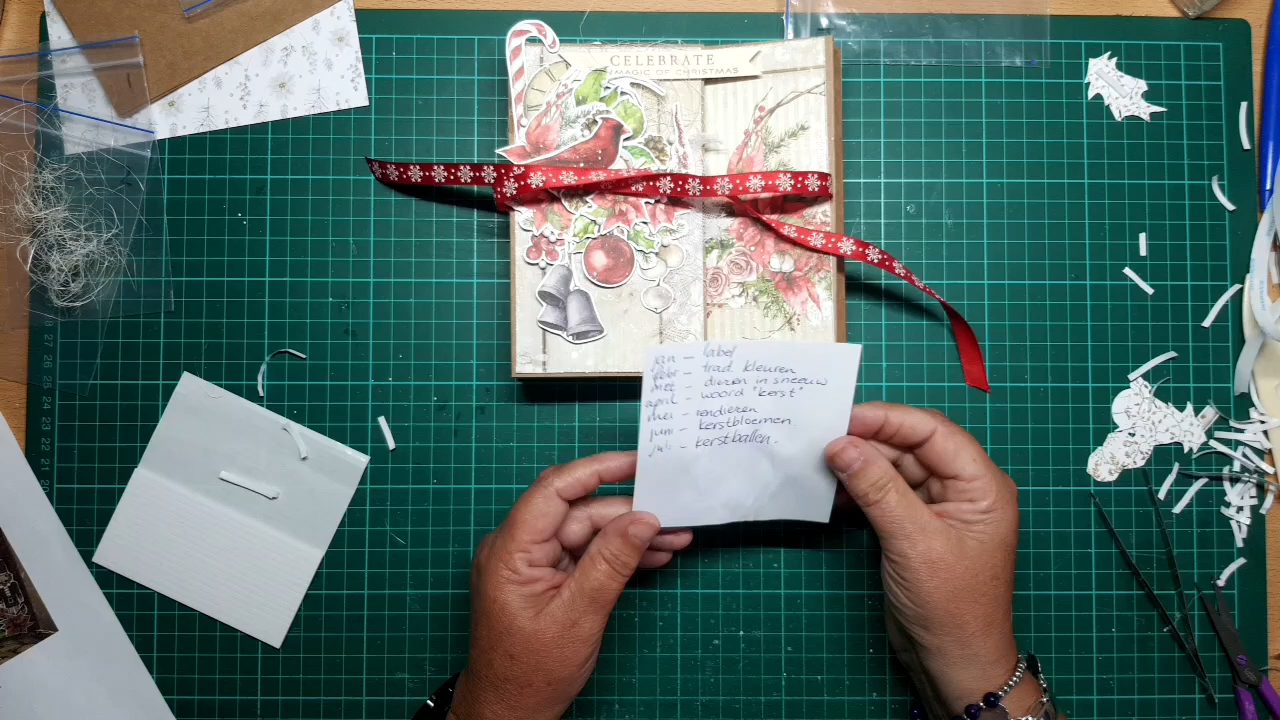 CELEBRATE
MAGIC OF CHRISTMAS
jan - label
febr - trad. kleuren
mrt - dieren in sneeuw
april - woord "kerst"
mei - rendieren
juni - kerstbloemen
juli - kerstballen.